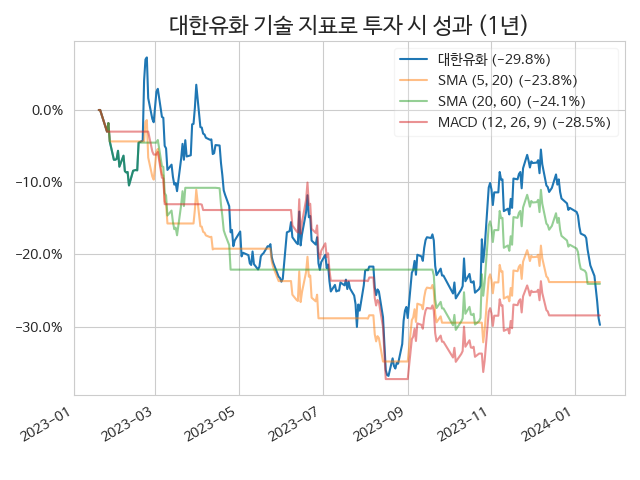 대한유화 기술 지표로 투자 시 성과 (1년)
대한유화 (-29.8%)
SMA (5, 20) (-23.8%)
SMA (20, 60) (-24.1%)
MACD (12, 26, 9) (-28.5%)
0.0%
-10.0%
-20.0%
-30.0%
2023-01
2023-03
2023-05
2023-07
2023-09
2023-11
2024-01